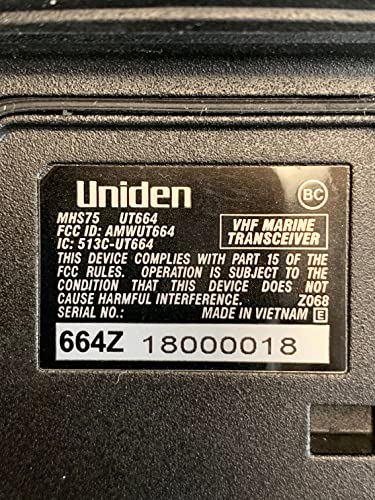 Uniden
BC
MHS75 UT664
FCC ID: AMWUT664
IC: 513C-UT664
VHF MARINE
TRANSCEIVER
THIS DEVICE COMPLIES WITH PART 15 OF THE
FCC RULES. OPERATION IS SUBJECT TO THE
CONDITION THAT THIS DEVICE DOES NOT
CAUSE HARMFUL INTERFERENCE. Z068
SERIAL NO.: MADE IN VIETNAM E
664Z 18000018